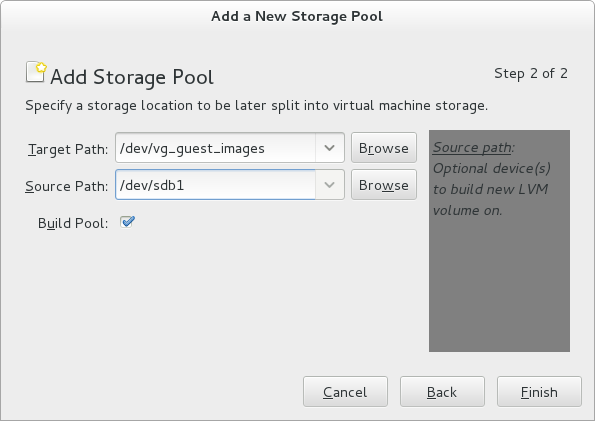 Add a New Storage Pool
Add Storage Pool
Step 2 of 2
Specify a storage location to be later split into virtual machine storage.
Target Path: /dev/vg_guest_images Browse
Source Path: /dev/sdb1 Browse
Build Pool:
Source path:
Optional device(s)
to build new LVM
volume on.
Cancel Back Finish